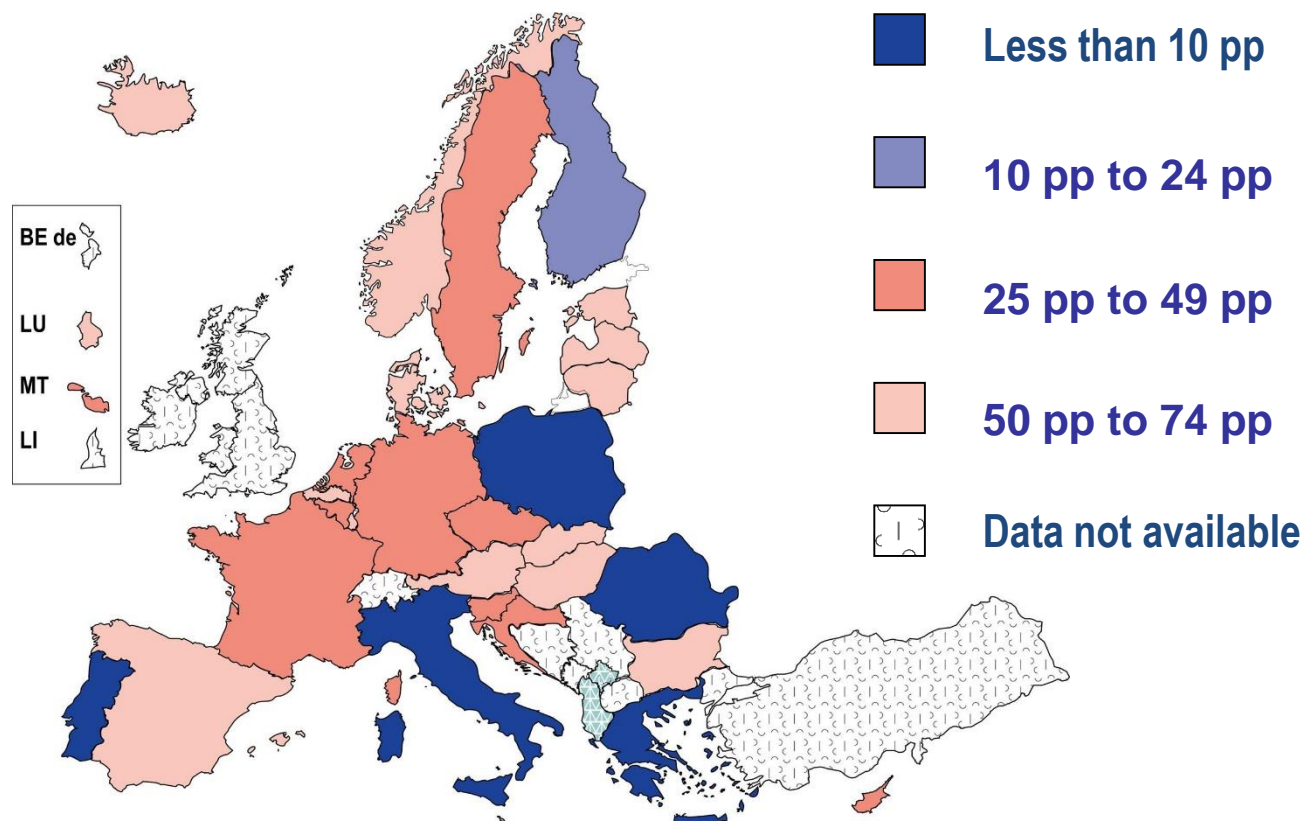 Less than 10 pp
10 pp to 24 pp
25 pp to 49 pp
50 pp to 74 pp
Data not available
BE de
LU
MT
LI